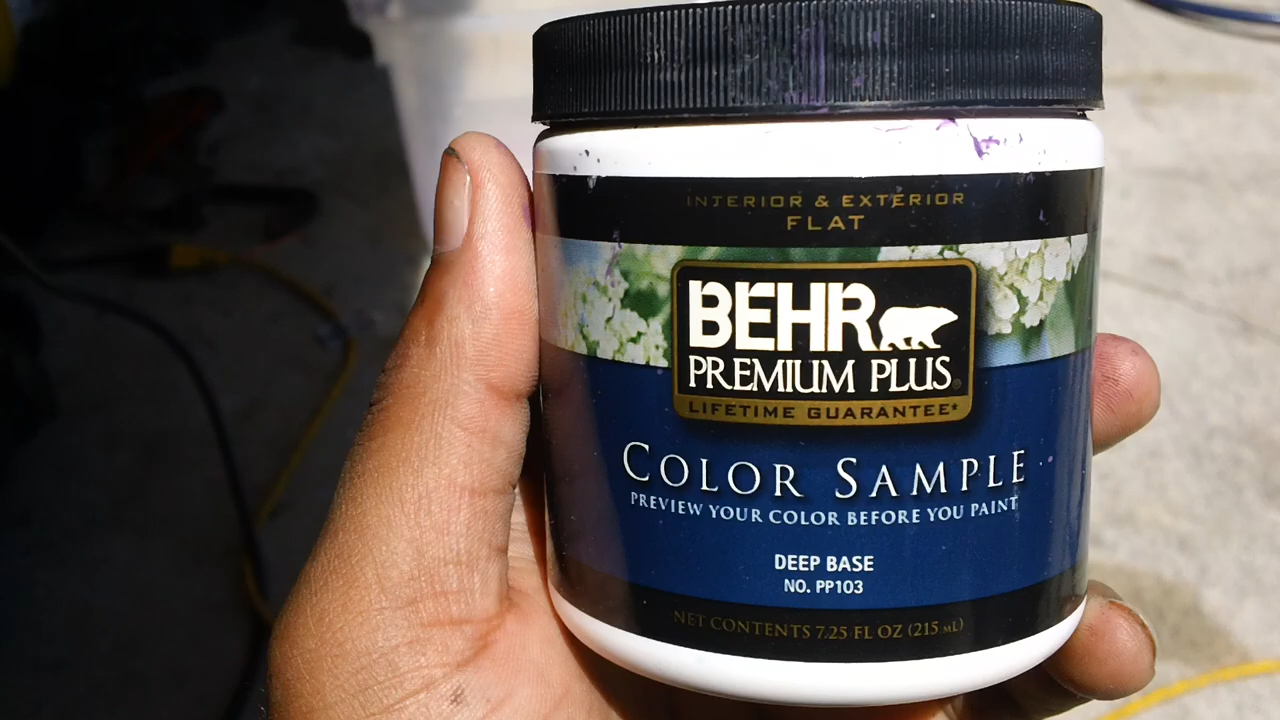 INTERIOR & EXTERIOR
FLAT
BEHR
PREMIUM PLUS®
LIFETIME GUARANTEE*
COLOR SAMPLE
PREVIEW YOUR COLOR BEFORE YOU PAINT
DEEP BASE
NO. PP103
NET CONTENTS 7.25 FL OZ (215 mL)